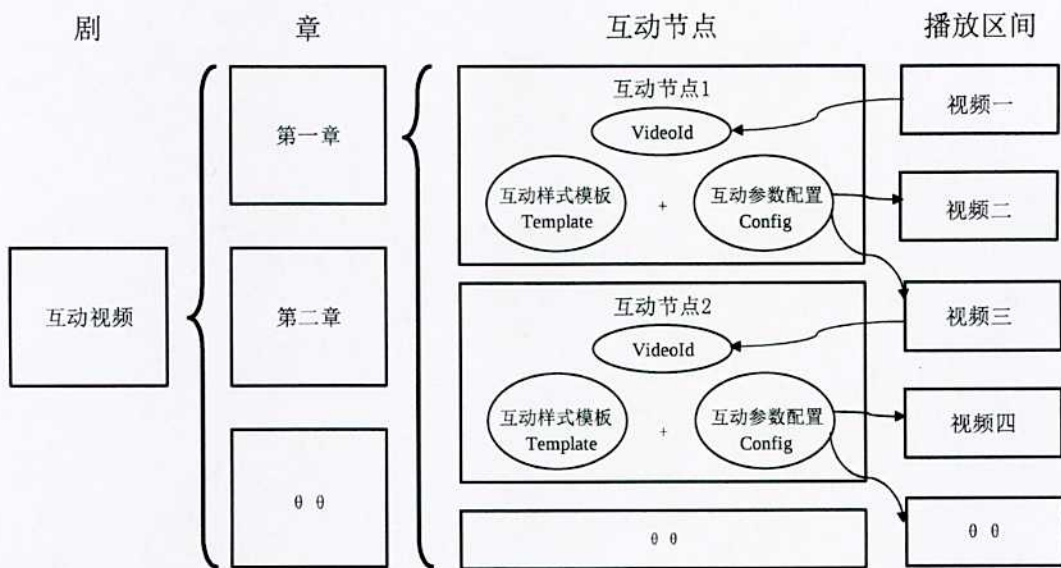 剧
章
互动节点
播放区间
互动视频
第一章
第二章
θ θ
互动节点1
VideoId
互动样式模板
Template
+
互动参数配置
Config
互动节点2
VideoId
互动样式模板
Template
+
互动参数配置
Config
θ θ
视频一
视频二
视频三
视频四
θ θ